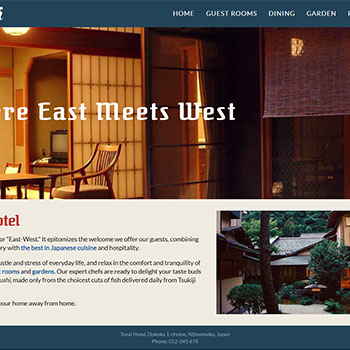 HOME GUEST ROOMS DINING GARDEN
re East Meets West
otel
or "East-West." It epitomizes the welcome we offer our guests, combining
ry with the best in Japanese cuisine and hospitality.
ustle and stress of everyday life, and relax in the comfort and tranquility of
t rooms and gardens. Our expert chefs are ready to delight your taste buds
ushi, made only from the choicest cuts of fish delivered daily from Tsukiji
your home away from home.
Tozai Hotel, Dokoka 1-chome, Nibiemuko, Japan
Phone: 012-345 678